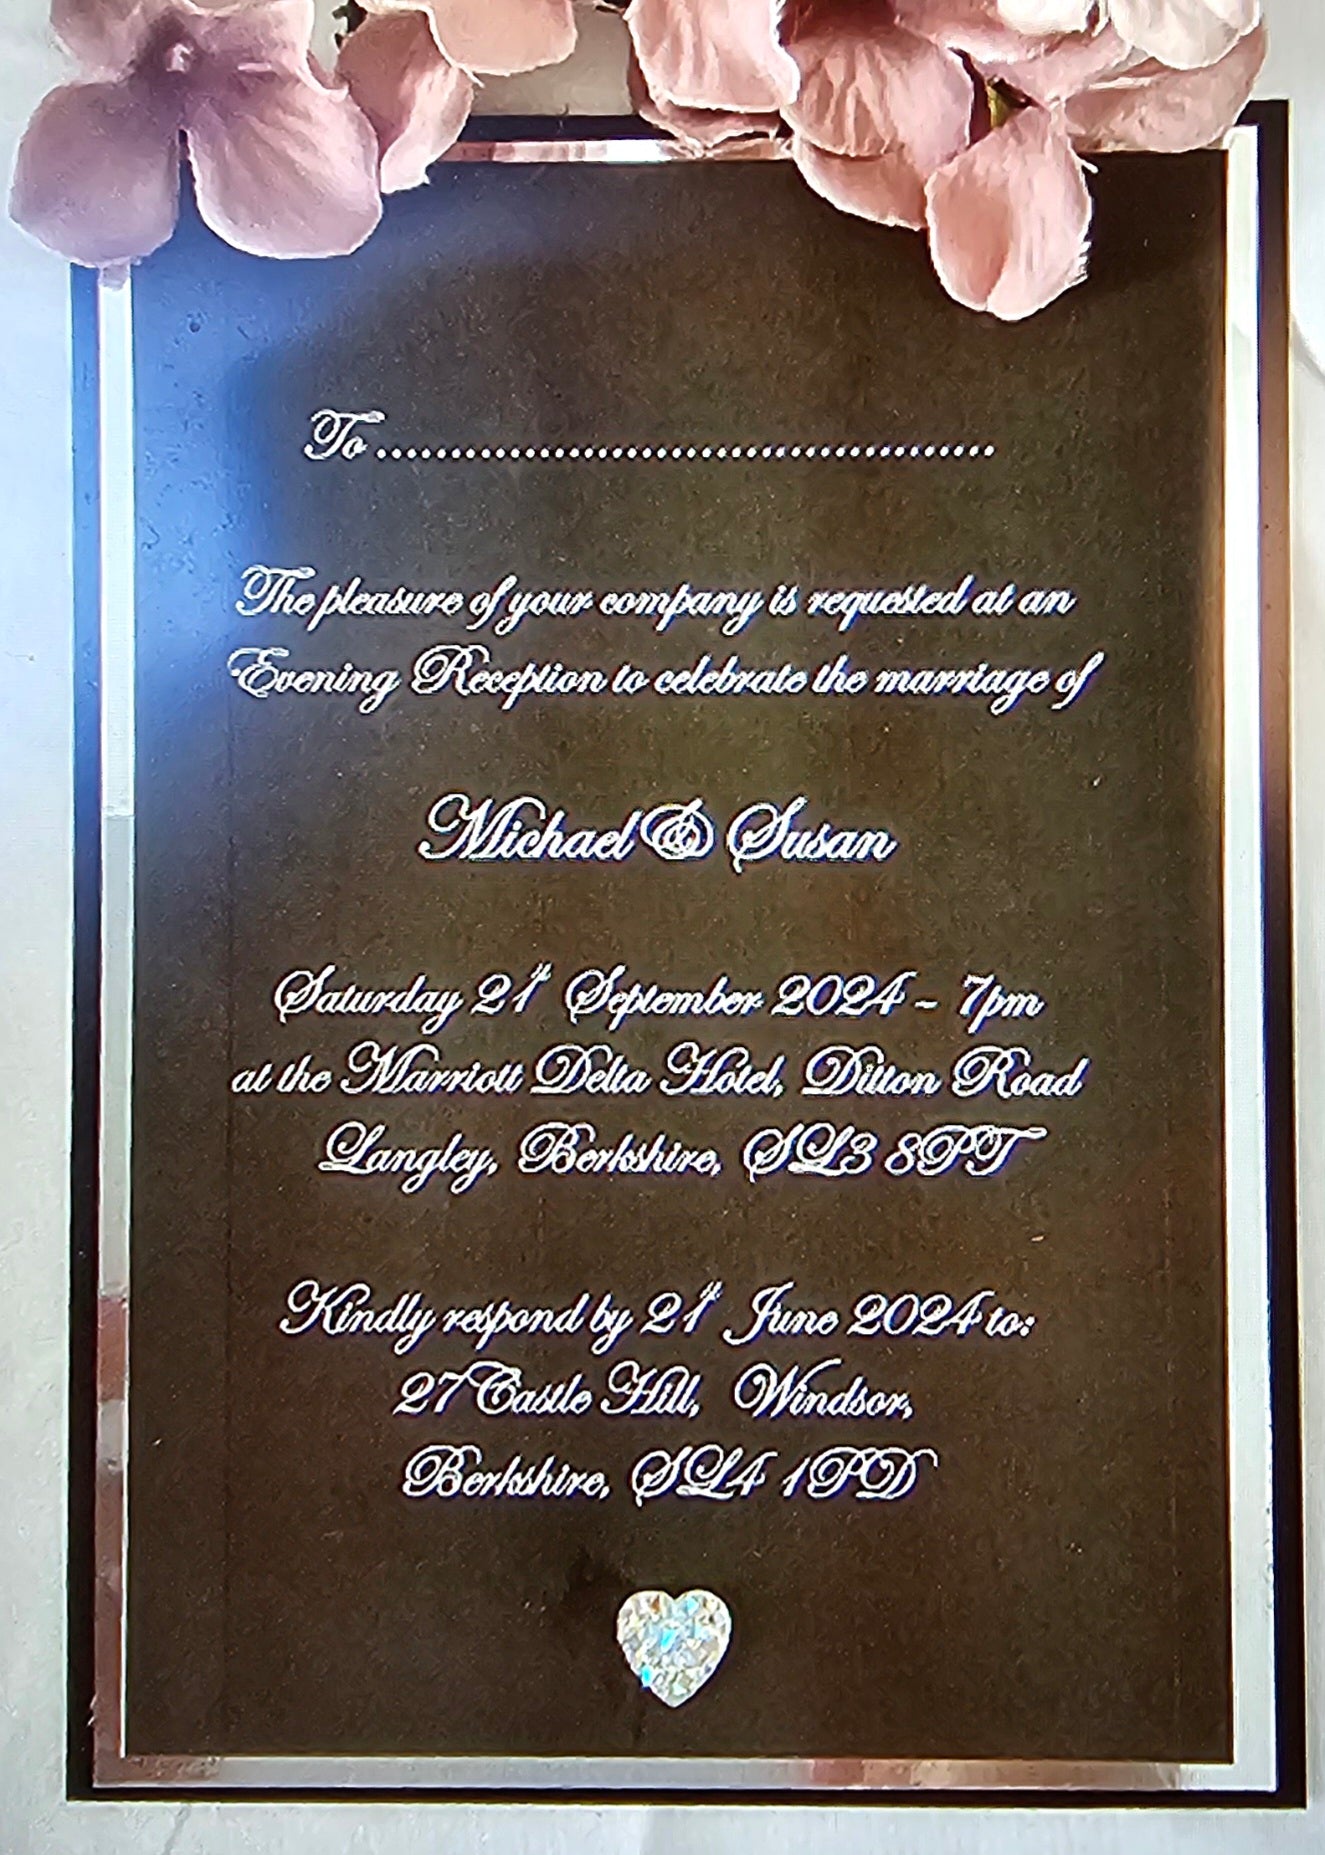 To ..........................................
The pleasure of your company is requested at an
Evening Reception to celebrate the marriage of
Michael & Susan
Saturday 21st September 2024 - 7pm
at the Marriott Delta Hotel, Ditton Road
Langley, Berkshire, SL3 8PT
Kindly respond by 21st June 2024 to:
27 Castle Hill, Windsor,
Berkshire, SL4 1PD